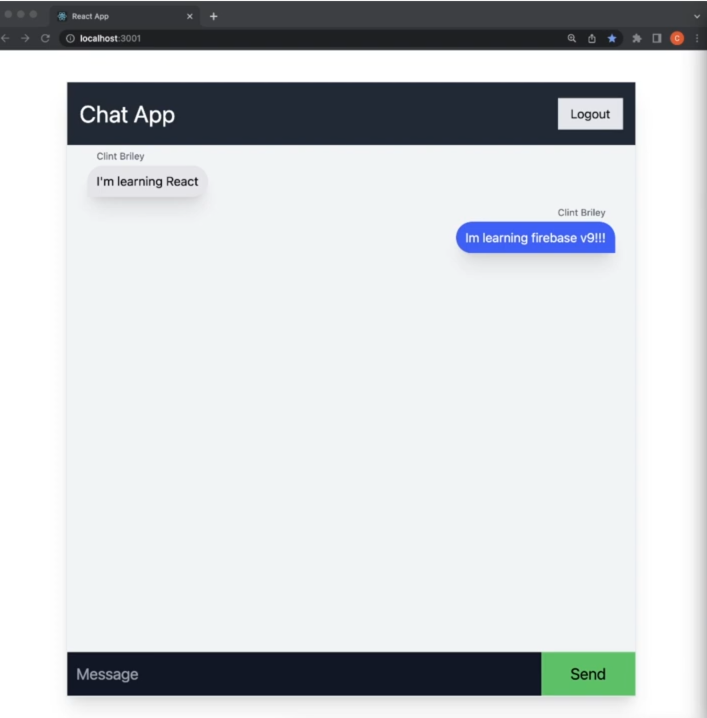 React App
localhost:3001
C
Chat App
Logout
Clint Briley
I'm learning React
Clint Briley
Im learning firebase v9!!!
Message
Send